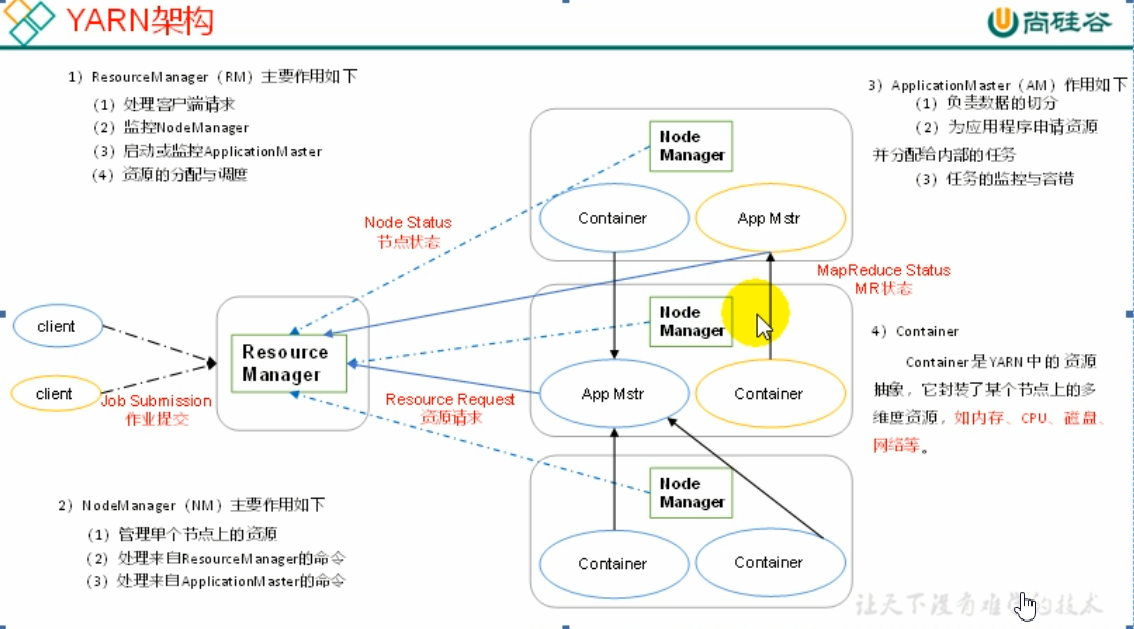 YARN架构
尚硅谷
1）ResourceManager（RM）主要作用如下
（1）处理客户端请求
（2）监控NodeManager
（3）启动或监控ApplicationMaster
（4）资源的分配与调度
3）ApplicationMaster（AM）作用如下
（1）负责数据的切分
（2）为应用程序申请资源
并分配给内部的任务
（3）任务的监控与容错
Node
Manager
Container
App Mstr
Node Status
节点状态
MapReduce Status
MR状态
Node
Manager
client
Resource
Manager
client
Job Submission
作业提交
Resource Request
资源请求
App Mstr
Container
4）Container
Container是YARN中的资源
抽象，它封装了某个节点上的多
维度资源，如内存、CPU、磁盘、
网络等。
Node
Manager
Container
Container
2）NodeManager（NM）主要作用如下
（1）管理单个节点上的资源
（2）处理来自ResourceManager的命令
（3）处理来自ApplicationMaster的命令
让天下没有难学的技术